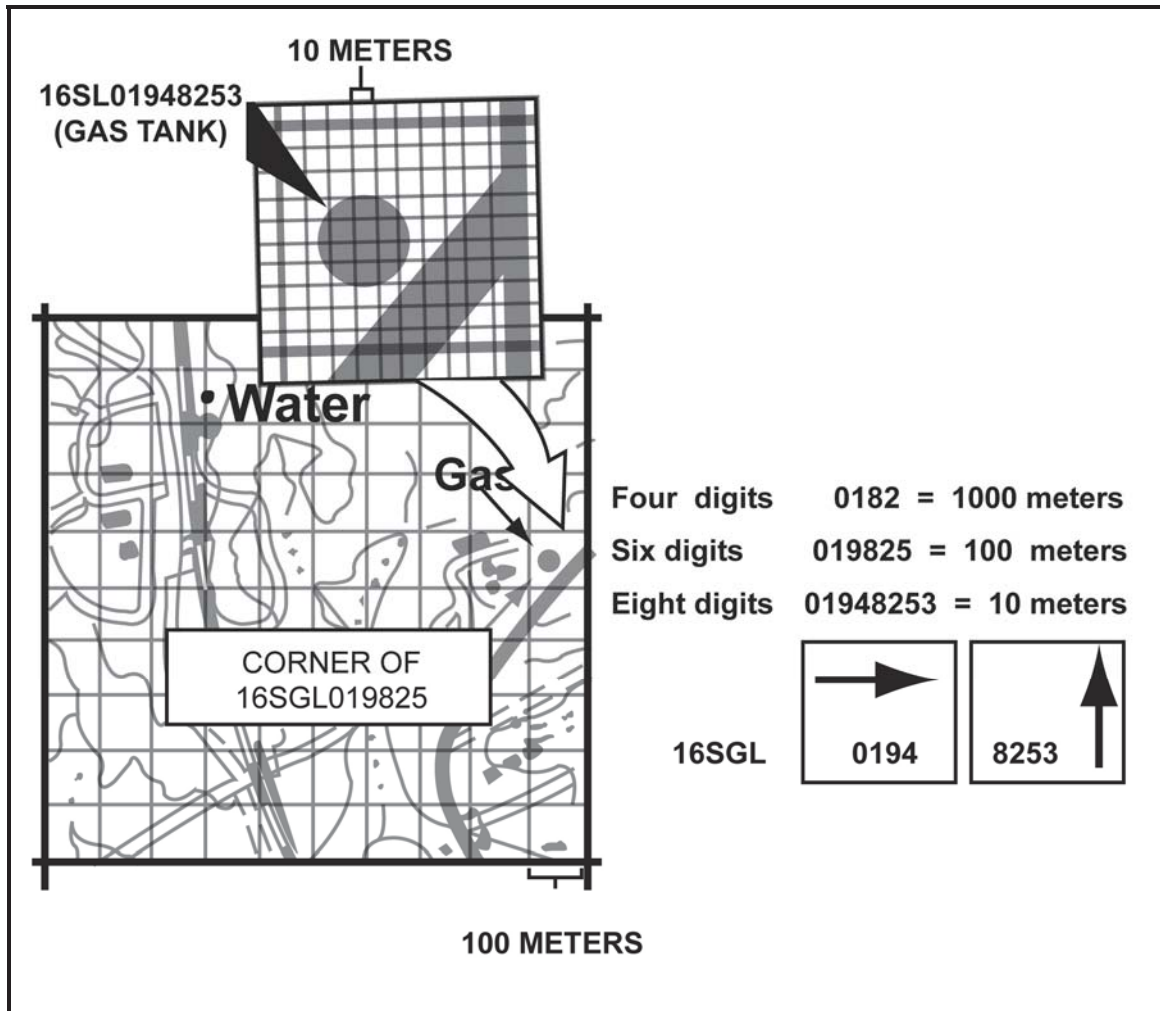 10 METERS
16SL01948253
(GAS TANK)
Water
Gas
CORNER OF
16SGL019825
100 METERS
Four digits 0182 = 1000 meters
Six digits 019825 = 100 meters
Eight digits 01948253 = 10 meters
16SGL 0194 8253